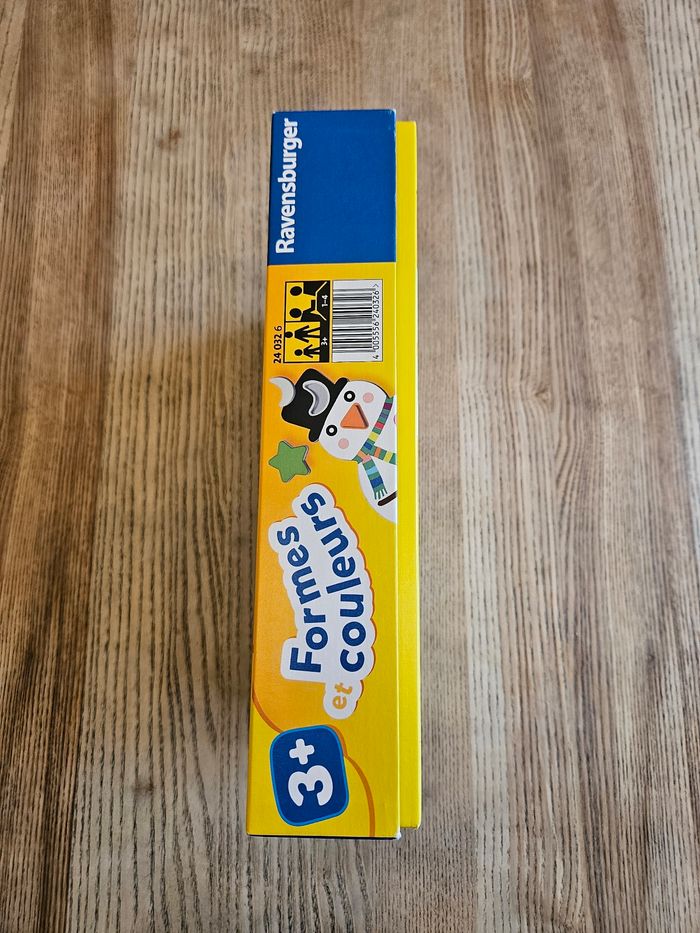 3+
Formes
et couleurs
24 032 6
3+
1-4
4 005556 240326 >
Ravensburger